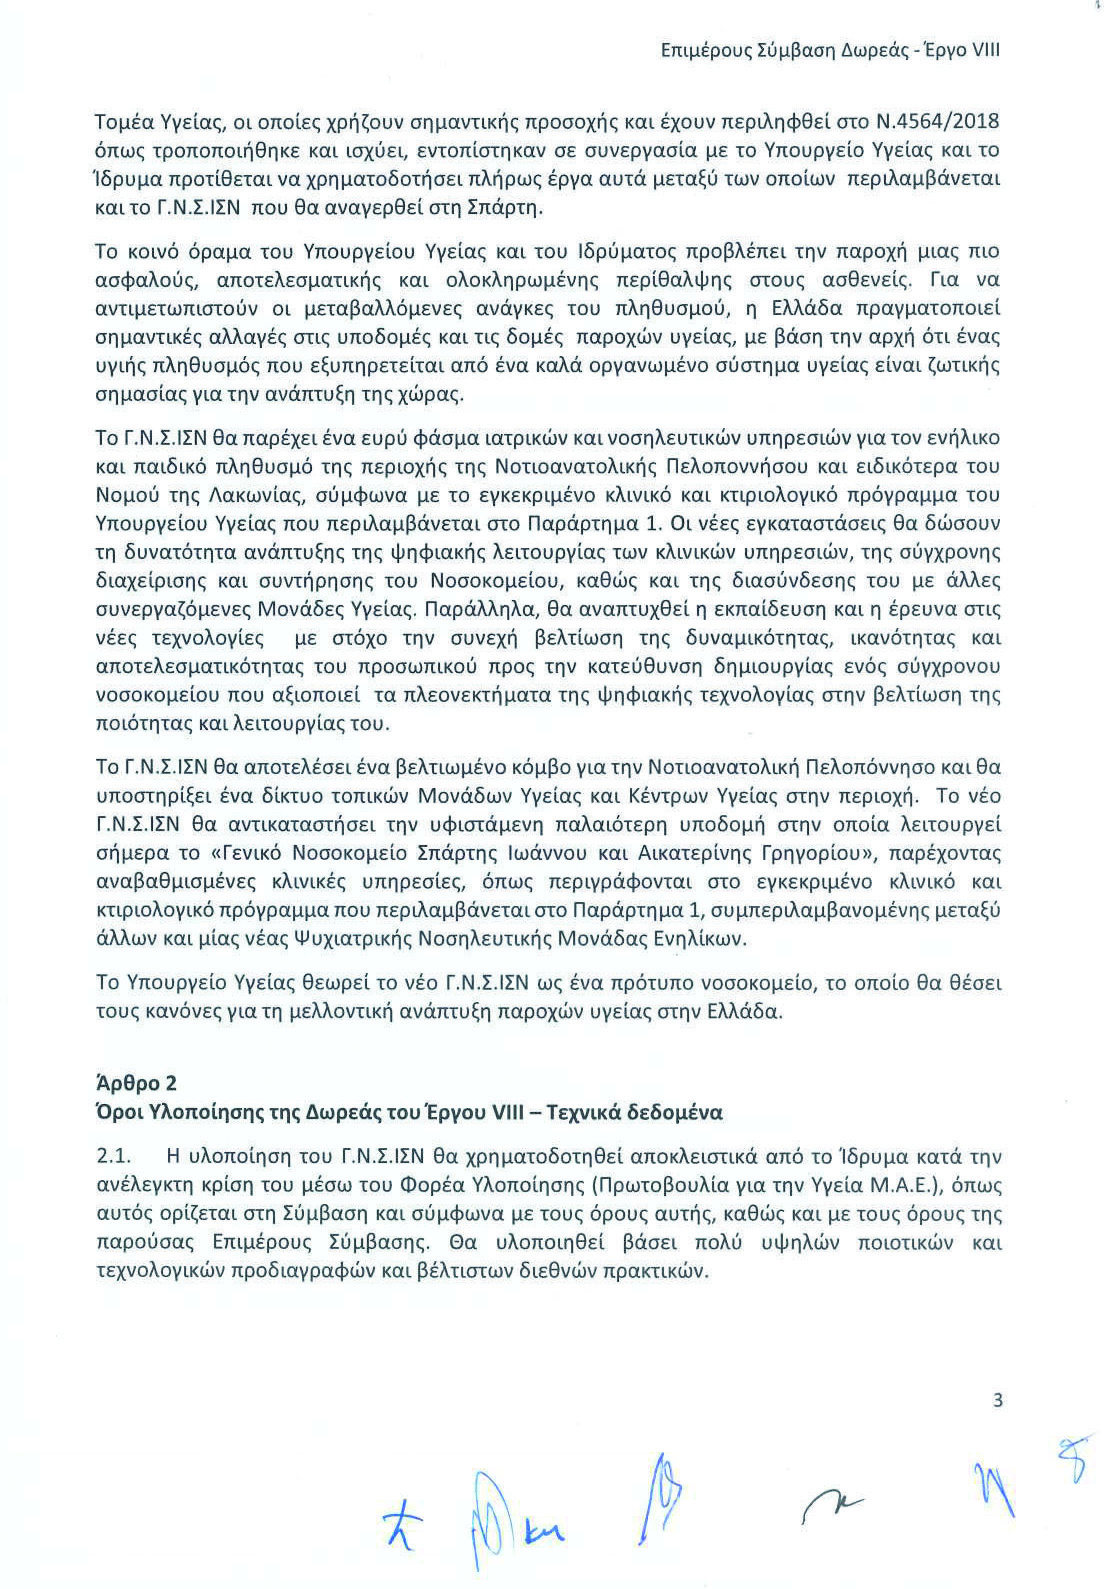 Επιμέρους Σύμβαση Δωρεάς - Έργο VIII
Τομέα Υγείας, οι οποίες χρήζουν σημαντικής προσοχής και έχουν περιληφθεί στο Ν.4564/2018
όπως τροποποιήθηκε και ισχύει, εντοπίστηκαν σε συνεργασία με το Υπουργείο Υγείας και το
Ίδρυμα προτίθεται να χρηματοδοτήσει πλήρως έργα αυτά μεταξύ των οποίων περιλαμβάνεται
και το Γ.Ν.Σ.ΙΣΝ που θα αναγερθεί στη Σπάρτη.
Το κοινό όραμα του Υπουργείου Υγείας και του Ιδρύματος προβλέπει την παροχή μιας πιο
ασφαλούς, αποτελεσματικής και ολοκληρωμένης περίθαλψης στους ασθενείς. Για να
αντιμετωπιστούν οι μεταβαλλόμενες ανάγκες του πληθυσμού, η Ελλάδα πραγματοποιεί
σημαντικές αλλαγές στις υποδομές και τις δομές παροχών υγείας, με βάση την αρχή ότι ένας
υγιής πληθυσμός που εξυπηρετείται από ένα καλά οργανωμένο σύστημα υγείας είναι ζωτικής
σημασίας για την ανάπτυξη της χώρας.
Το Γ.Ν.Σ.ΙΣΝ θα παρέχει ένα ευρύ φάσμα ιατρικών και νοσηλευτικών υπηρεσιών για τον ενήλικο
και παιδικό πληθυσμό της περιοχής της Νοτιοανατολικής Πελοποννήσου και ειδικότερα του
Νομού της Λακωνίας, σύμφωνα με το εγκεκριμένο κλινικό και κτιριολογικό πρόγραμμα του
Υπουργείου Υγείας που περιλαμβάνεται στο Παράρτημα 1. Οι νέες εγκαταστάσεις θα δώσουν
τη δυνατότητα ανάπτυξης της ψηφιακής λειτουργίας των κλινικών υπηρεσιών, της σύγχρονης
διαχείρισης και συντήρησης του Νοσοκομείου, καθώς και της διασύνδεσης του με άλλες
συνεργαζόμενες Μονάδες Υγείας. Παράλληλα, θα αναπτυχθεί η εκπαίδευση και η έρευνα στις
νέες τεχνολογίες με στόχο την συνεχή βελτίωση της δυναμικότητας, ικανότητας και
αποτελεσματικότητας του προσωπικού προς την κατεύθυνση δημιουργίας ενός σύγχρονου
νοσοκομείου που αξιοποιεί τα πλεονεκτήματα της ψηφιακής τεχνολογίας στην βελτίωση της
ποιότητας και λειτουργίας του.
Το Γ.Ν.Σ.ΙΣΝ θα αποτελέσει ένα βελτιωμένο κόμβο για την Νοτιοανατολική Πελοπόννησο και θα
υποστηρίξει ένα δίκτυο τοπικών Μονάδων Υγείας και Κέντρων Υγείας στην περιοχή. Το νέο
Γ.Ν.Σ.ΙΣΝ θα αντικαταστήσει την υφιστάμενη παλαιότερη υποδομή στην οποία λειτουργεί
σήμερα το «Γενικό Νοσοκομείο Σπάρτης Ιωάννου και Αικατερίνης Γρηγορίου», παρέχοντας
αναβαθμισμένες κλινικές υπηρεσίες, όπως περιγράφονται στο εγκεκριμένο κλινικό και
κτιριολογικό πρόγραμμα που περιλαμβάνεται στο Παράρτημα 1, συμπεριλαμβανομένης μεταξύ
άλλων και μίας νέας Ψυχιατρικής Νοσηλευτικής Μονάδας Ενηλίκων.
Το Υπουργείο Υγείας θεωρεί το νέο Γ.Ν.Σ.ΙΣΝ ως ένα πρότυπο νοσοκομείο, το οποίο θα θέσει
τους κανόνες για τη μελλοντική ανάπτυξη παροχών υγείας στην Ελλάδα.
Άρθρο 2
Όροι Υλοποίησης της Δωρεάς του Έργου VIII – Τεχνικά δεδομένα
2.1. Η υλοποίηση του Γ.Ν.Σ.ΙΣΝ θα χρηματοδοτηθεί αποκλειστικά από το Ίδρυμα κατά την
ανέλεγκτη κρίση του μέσω του Φορέα Υλοποίησης (Πρωτοβουλία για την Υγεία Μ.Α.Ε.), όπως
αυτός ορίζεται στη Σύμβαση και σύμφωνα με τους όρους αυτής, καθώς και με τους όρους της
παρούσας Επιμέρους Σύμβασης. Θα υλοποιηθεί βάσει πολύ υψηλών ποιοτικών και
τεχνολογικών προδιαγραφών και βέλτιστων διεθνών πρακτικών.
3